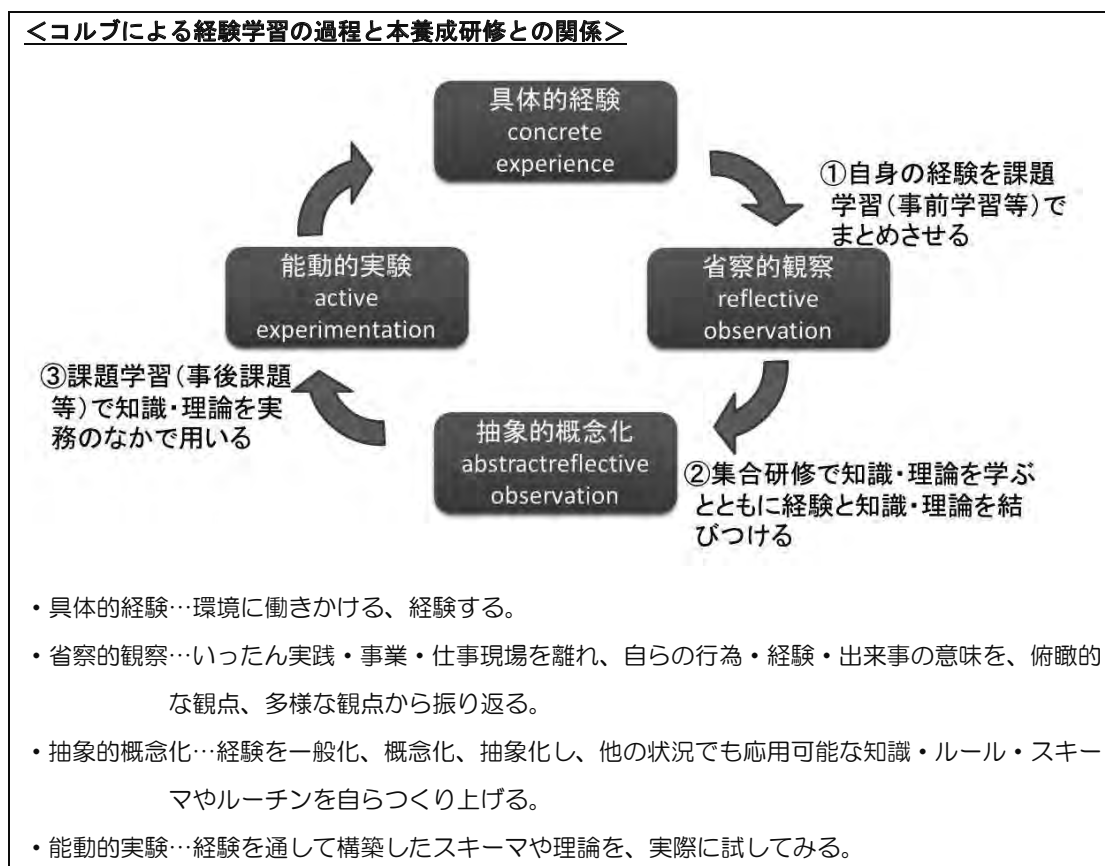 ＜コルブによる経験学習の過程と本養成研修との関係＞
具体的経験
concrete
experience
①自身の経験を課題
学習(事前学習等)で
まとめさせる
能動的実験
active
experimentation
省察的観察
reflective
observation
③課題学習(事後課題
等)で知識・理論を実
務のなかで用いる
抽象的概念化
abstractreflective
observation
②集合研修で知識・理論を学ぶ
とともに経験と知識・理論を結
びつける
・具体的経験…環境に働きかける、経験する。
・省察的観察…いったん実践・事業・仕事現場を離れ、自らの行為・経験・出来事の意味を、俯瞰的
な観点、多様な観点から振り返る。
・抽象的概念化…経験を一般化、概念化、抽象化し、他の状況でも応用可能な知識・ルール・スキー
マやルーチンを自らつくり上げる。
・能動的実験…経験を通して構築したスキーマや理論を、実際に試してみる。